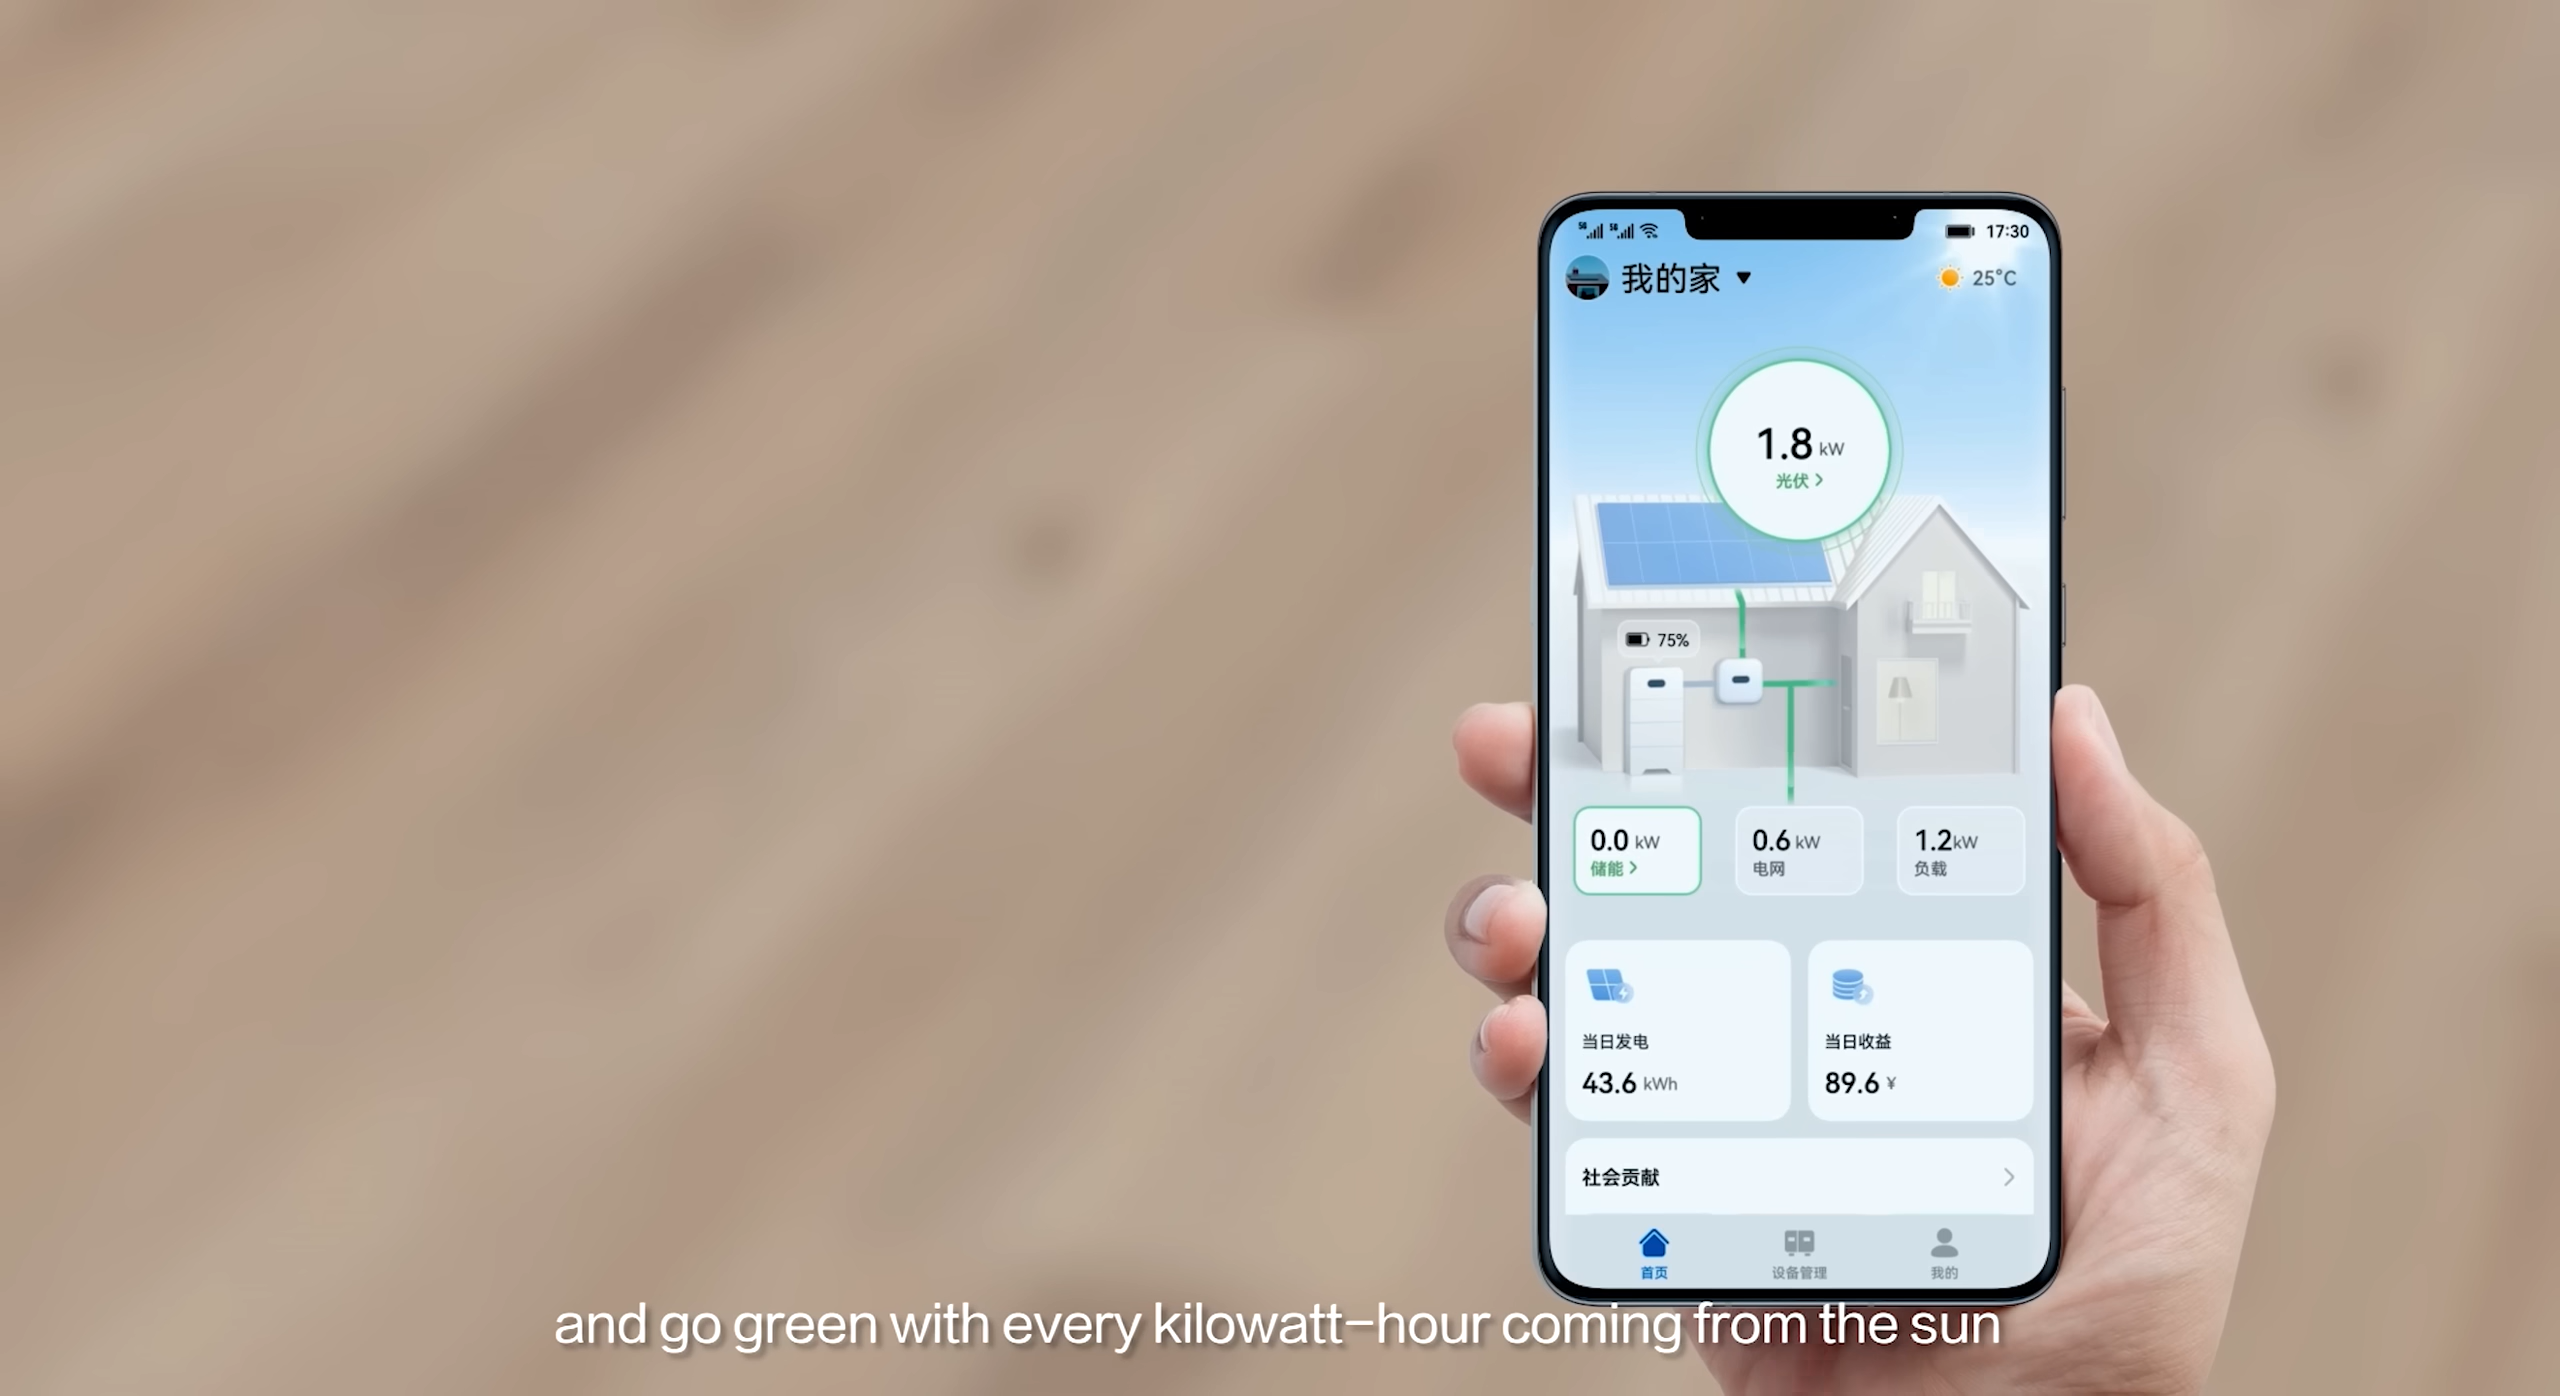 5G 5G 17:30
我的家 25°C
1.8 kW
光伏
75%
0.0 kW
储能
0.6 kW
电网
1.2kW
负载
当日发电
43.6 kWh
当日收益
89.6 ¥
社会贡献
首页
设备管理
我的
and go green with every kilowatt-hour coming from the sun